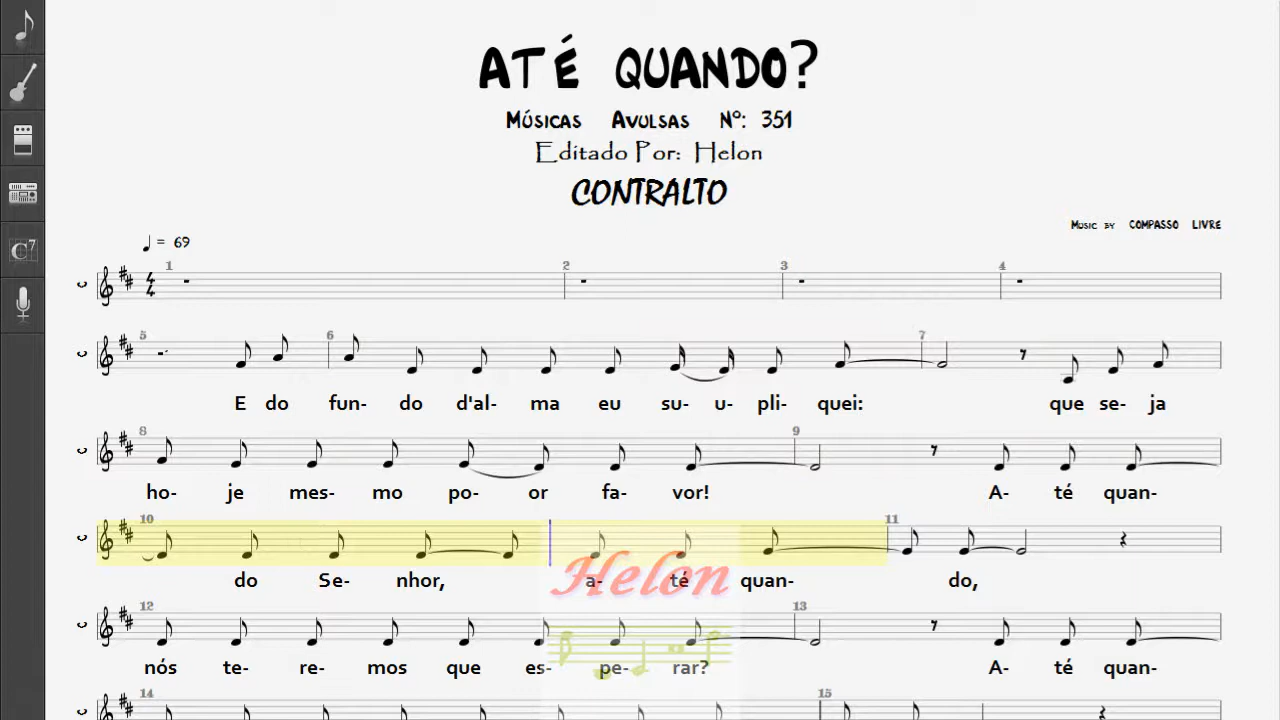 ATÉ QUANDO?
Músicas Avulsas Nº: 351
Editado Por: Helon
CONTRALTO
Music by COMPASSO LIVRE
= 69
1 2 3 4
4
4
5 6 7
E do fun- do d'al- ma eu su- u- pli- quei: que se- ja
8 9
ho- je mes- mo po- or fa- vor! A- té quan-
10 11
do Se- nhor, a- té quan- do,
Helon
12 13
nós te- re- mos que es- pe- rar? A- té quan-
14 15
C7